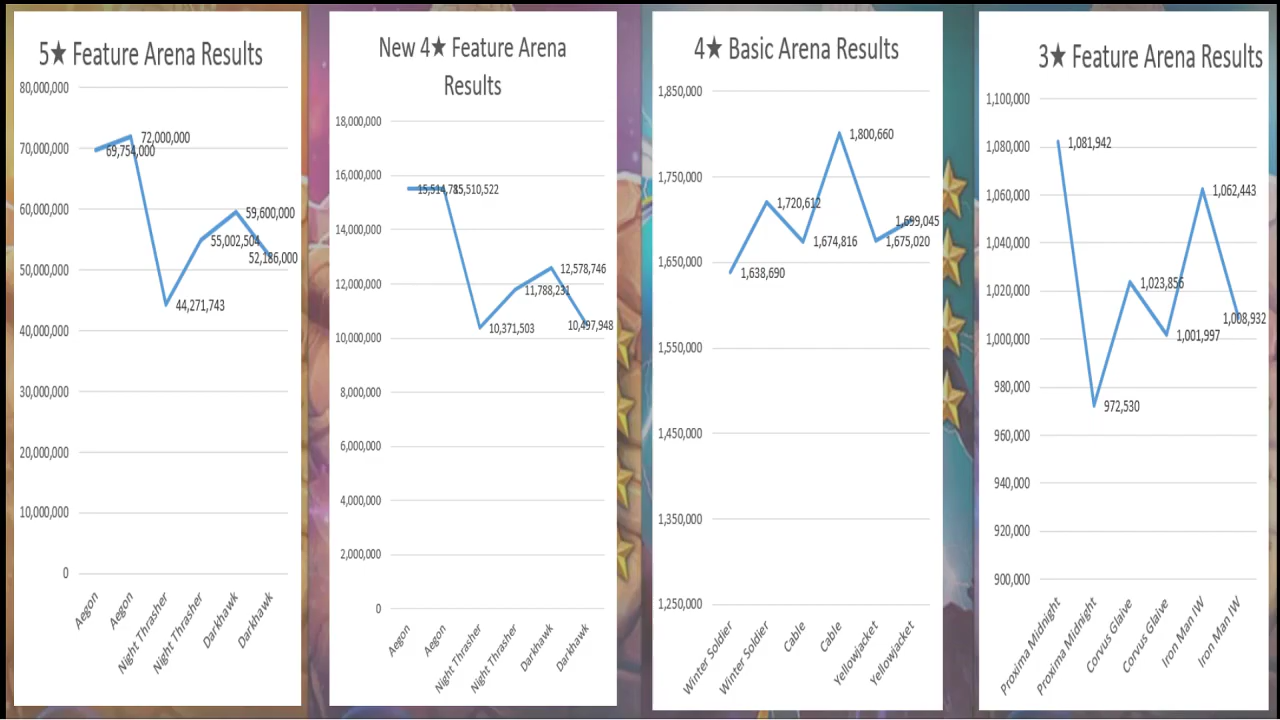 5★ Feature Arena Results
80,000,000
70,000,000
60,000,000
50,000,000
40,000,000
30,000,000
20,000,000
10,000,000
0
69,754,000
72,000,000
44,271,743
55,002,504
59,600,000
52,186,000
Aegon
Aegon
Night Thrasher
Night Thrasher
Darkhawk
Darkhawk
New 4★ Feature Arena
Results
18,000,000
16,000,000
14,000,000
12,000,000
10,000,000
8,000,000
6,000,000
4,000,000
2,000,000
0
15,510,522
10,371,503
11,788,231
12,578,746
10,497,948
Aegon
Aegon
Night Thrasher
Night Thrasher
Darkhawk
Darkhawk
4★ Basic Arena Results
1,850,000
1,750,000
1,650,000
1,550,000
1,450,000
1,350,000
1,250,000
1,638,690
1,720,612
1,674,816
1,800,660
1,675,020
1,699,045
Winter Soldier
Winter Soldier
Cable
Cable
Yellowjacket
Yellowjacket
3★ Feature Arena Results
1,100,000
1,080,000
1,060,000
1,040,000
1,020,000
1,000,000
980,000
960,000
940,000
920,000
900,000
1,081,942
972,530
1,023,856
1,001,997
1,062,443
1,008,932
Proxima Midnight
Proxima Midnight
Corvus Glaive
Corvus Glaive
Iron Man IW
Iron Man IW